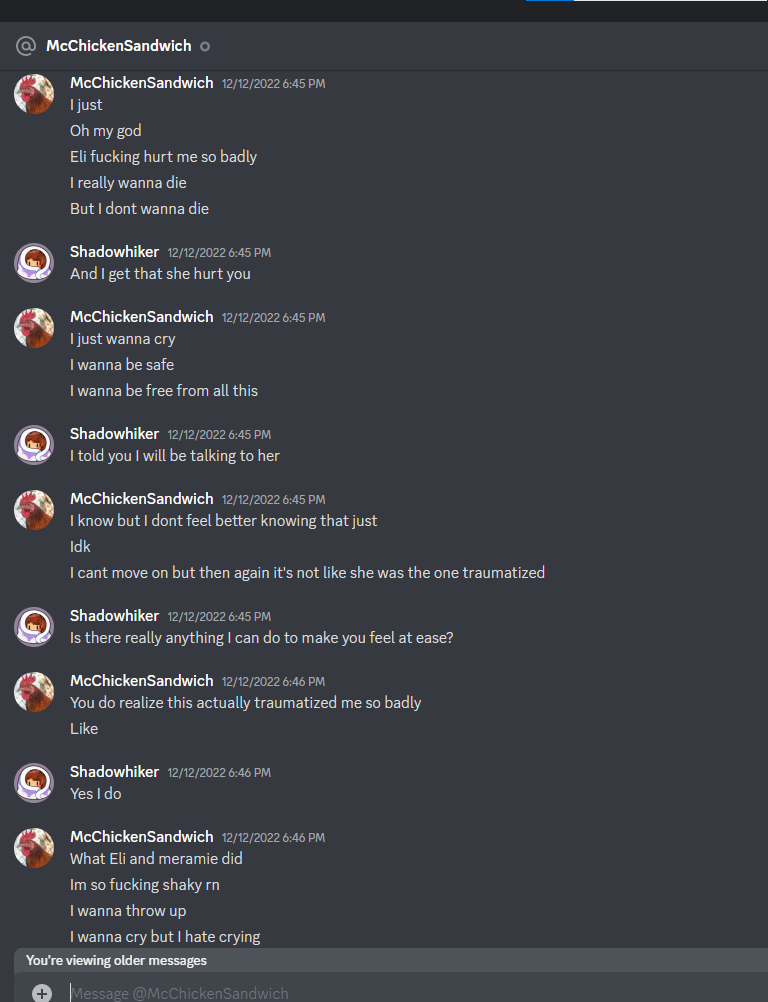 McChickenSandwich
McChickenSandwich 12/12/2022 6:45 PM
I just
Oh my god
Eli fucking hurt me so badly
I really wanna die
But I dont wanna die
Shadowhiker 12/12/2022 6:45 PM
And I get that she hurt you
McChickenSandwich 12/12/2022 6:45 PM
I just wanna cry
I wanna be safe
I wanna be free from all this
Shadowhiker 12/12/2022 6:45 PM
I told you I will be talking to her
McChickenSandwich 12/12/2022 6:45 PM
I know but I dont feel better knowing that just
Idk
I cant move on but then again it's not like she was the one traumatized
Shadowhiker 12/12/2022 6:45 PM
Is there really anything I can do to make you feel at ease?
McChickenSandwich 12/12/2022 6:46 PM
You do realize this actually traumatized me so badly
Like
Shadowhiker 12/12/2022 6:46 PM
Yes I do
McChickenSandwich 12/12/2022 6:46 PM
What Eli and meramie did
Im so fucking shaky rn
I wanna throw up
I wanna cry but I hate crying
You're viewing older messages
Message @McChickenSandwich